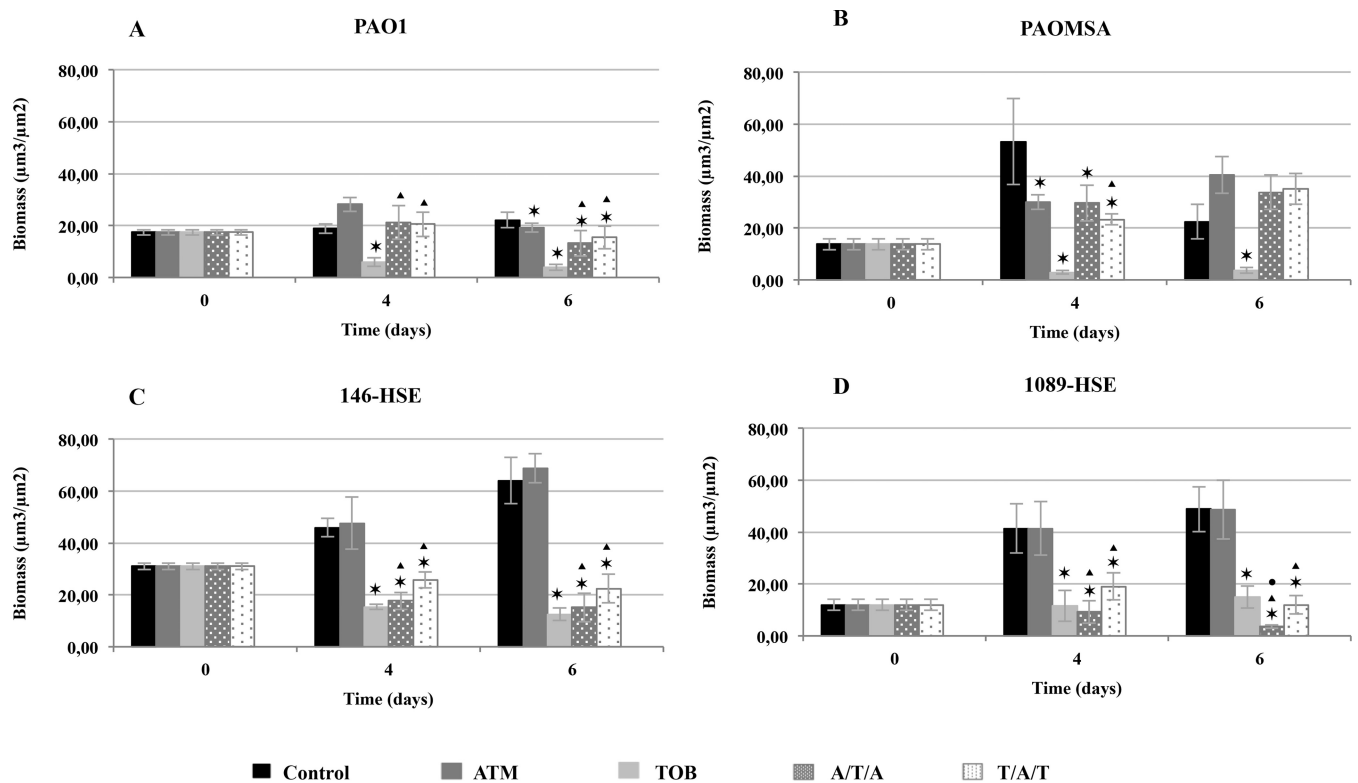 A
PAO1
Biomass (µm3/µm2)
80,00
60,00
40,00
20,00
0,00
0
4
6
Time (days)
B
PAOMSA
Biomass (µm3/µm2)
80,00
60,00
40,00
20,00
0,00
0
4
6
Time (days)
C
146-HSE
Biomass (µm3/µm2)
80,00
60,00
40,00
20,00
0,00
0
4
6
Time (days)
D
1089-HSE
Biomass (µm3/µm2)
80,00
60,00
40,00
20,00
0,00
0
4
6
Time (days)
Control ATM TOB A/T/A T/A/T